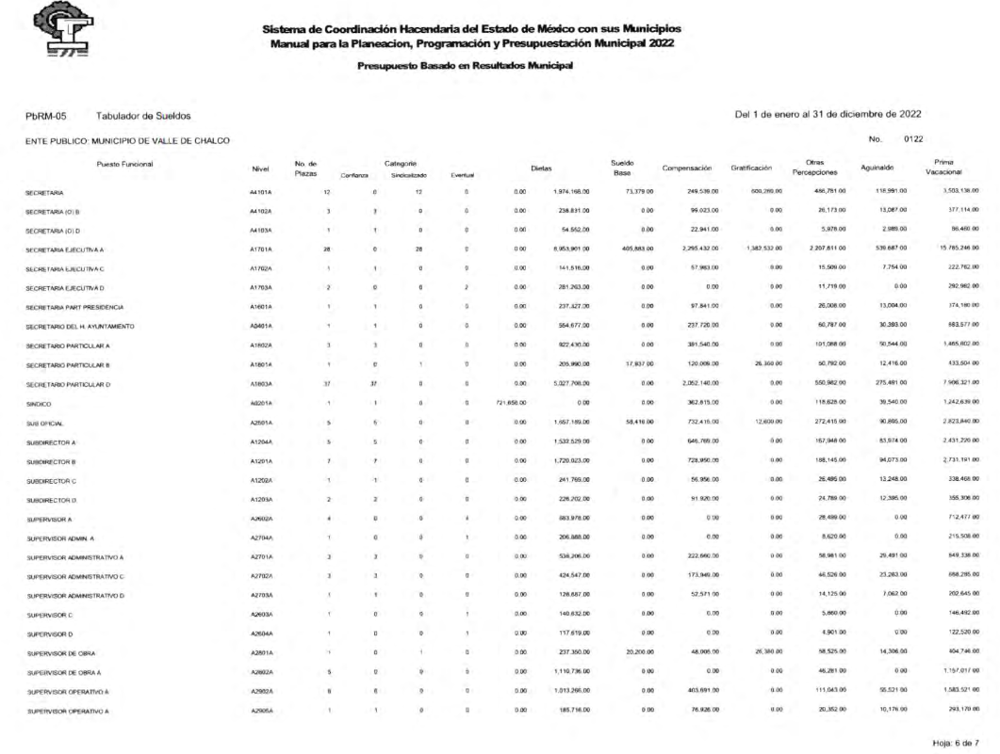 Sistema de Coordinación Hacendaria del Estado de México con sus Municipios
Manual para la Planeacion, Programación y Presupuestación Municipal 2022
Presupuesto Basado en Resultados Municipal
PbRM-05 Tabulador de Sueldos Del 1 de enero al 31 de diciembre de 2022
ENTE PUBLICO: MUNICIPIO DE VALLE DE CHALCO No. 0122
Puesto Funcional Nivel No. de Plazas Categoria Confianza Sindicalizado Eventual Dietas Sueldo Base Compensación Gratificación Otras Percepciones Aguinaldo Prima Vacacional
SECRETARIA A4101A 12 0 12 0 0.00 1,974,166.00 73,379.00 249,539.00 600,269.00 486,781.00 118,991.00 3,503,136.00
SECRETARIA (O) B A4102A 3 3 0 0 0.00 238,831.00 0.00 99,023.00 0.00 26,173.00 13,087.00 377,114.00
SECRETARIA (O) D A4103A 1 1 0 0 0.00 54,552.00 0.00 22,941.00 0.00 5,978.00 2,989.00 86,460.00
SECRETARIA EJECUTIVA A A1701A 28 0 28 0 0.00 8,953,901.00 405,883.00 2,295,432.00 1,382,532.00 2,207,811.00 539,687.00 15,785,246.00
SECRETARIA EJECUTIVA C A1702A 1 1 0 0 0.00 141,516.00 0.00 57,983.00 0.00 15,509.00 7,754.00 222,762.00
SECRETARIA EJECUTIVA D A1703A 2 0 0 2 0.00 281,263.00 0.00 0.00 0.00 11,719.00 0.00 292,982.00
SECRETARIA PART PRESIDENCIA A1601A 1 1 0 0 0.00 237,327.00 0.00 97,841.00 0.00 26,008.00 13,004.00 374,180.00
SECRETARIO DEL H. AYUNTAMIENTO A0401A 1 1 0 0 0.00 554,677.00 0.00 237,720.00 0.00 60,787.00 30,393.00 883,577.00
SECRETARIO PARTICULAR A A1802A 3 3 0 0 0.00 922,430.00 0.00 391,540.00 0.00 101,088.00 50,544.00 1,465,602.00
SECRETARIO PARTICULAR B A1801A 1 0 1 0 0.00 205,990.00 17,937.00 120,009.00 26,360.00 50,792.00 12,416.00 433,504.00
SECRETARIO PARTICULAR D A1803A 37 37 0 0 0.00 5,027,708.00 0.00 2,052,140.00 0.00 550,982.00 275,491.00 7,906,321.00
SINDICO A0201A 1 1 0 0 721,656.00 0.00 0.00 362,815.00 0.00 118,628.00 39,540.00 1,242,639.00
SUB OFICIAL A2501A 5 5 0 0 0.00 1,657,189.00 58,416.00 732,415.00 12,600.00 272,415.00 90,805.00 2,823,840.00
SUBDIRECTOR A A1204A 5 5 0 0 0.00 1,532,529.00 0.00 646,769.00 0.00 167,948.00 83,974.00 2,431,220.00
SUBDIRECTOR B A1201A 7 7 0 0 0.00 1,720,023.00 0.00 728,950.00 0.00 188,145.00 94,073.00 2,731,191.00
SUBDIRECTOR C A1202A 1 1 0 0 0.00 241,769.00 0.00 56,956.00 0.00 26,495.00 13,248.00 338,468.00
SUBDIRECTOR D A1203A 2 2 0 0 0.00 226,202.00 0.00 91,920.00 0.00 24,789.00 12,395.00 355,306.00
SUPERVISOR A A2602A 4 0 0 4 0.00 683,978.00 0.00 0.00 0.00 28,499.00 0.00 712,477.00
SUPERVISOR ADMIN. A A2704A 1 0 0 1 0.00 206,888.00 0.00 0.00 0.00 8,620.00 0.00 215,508.00
SUPERVISOR ADMINISTRATIVO A A2701A 3 3 0 0 0.00 538,206.00 0.00 222,660.00 0.00 58,981.00 29,491.00 849,338.00
SUPERVISOR ADMINISTRATIVO C A2702A 3 3 0 0 0.00 424,547.00 0.00 173,949.00 0.00 46,526.00 23,263.00 668,285.00
SUPERVISOR ADMINISTRATIVO D A2703A 1 1 0 0 0.00 128,887.00 0.00 52,571.00 0.00 14,125.00 7,062.00 202,645.00
SUPERVISOR C A2603A 1 0 0 1 0.00 140,632.00 0.00 0.00 0.00 5,860.00 0.00 146,492.00
SUPERVISOR D A2604A 1 0 0 1 0.00 117,619.00 0.00 0.00 0.00 4,901.00 0.00 122,520.00
SUPERVISOR DE OBRA A2801A 1 0 1 0 0.00 237,350.00 20,200.00 48,006.00 26,360.00 58,525.00 14,306.00 404,746.00
SUPERVISOR DE OBRA A A2802A 5 0 0 5 0.00 1,110,736.00 0.00 0.00 0.00 46,281.00 0.00 1,157,017.00
SUPERVISOR OPERATIVO A A2902A 6 6 0 0 0.00 1,013,266.00 0.00 403,691.00 0.00 111,043.00 55,521.00 1,583,521.00
SUPERVISOR OPERATIVO A A2905A 1 1 0 0 0.00 185,716.00 0.00 76,926.00 0.00 20,352.00 10,176.00 293,170.00
Hoja: 6 de 7